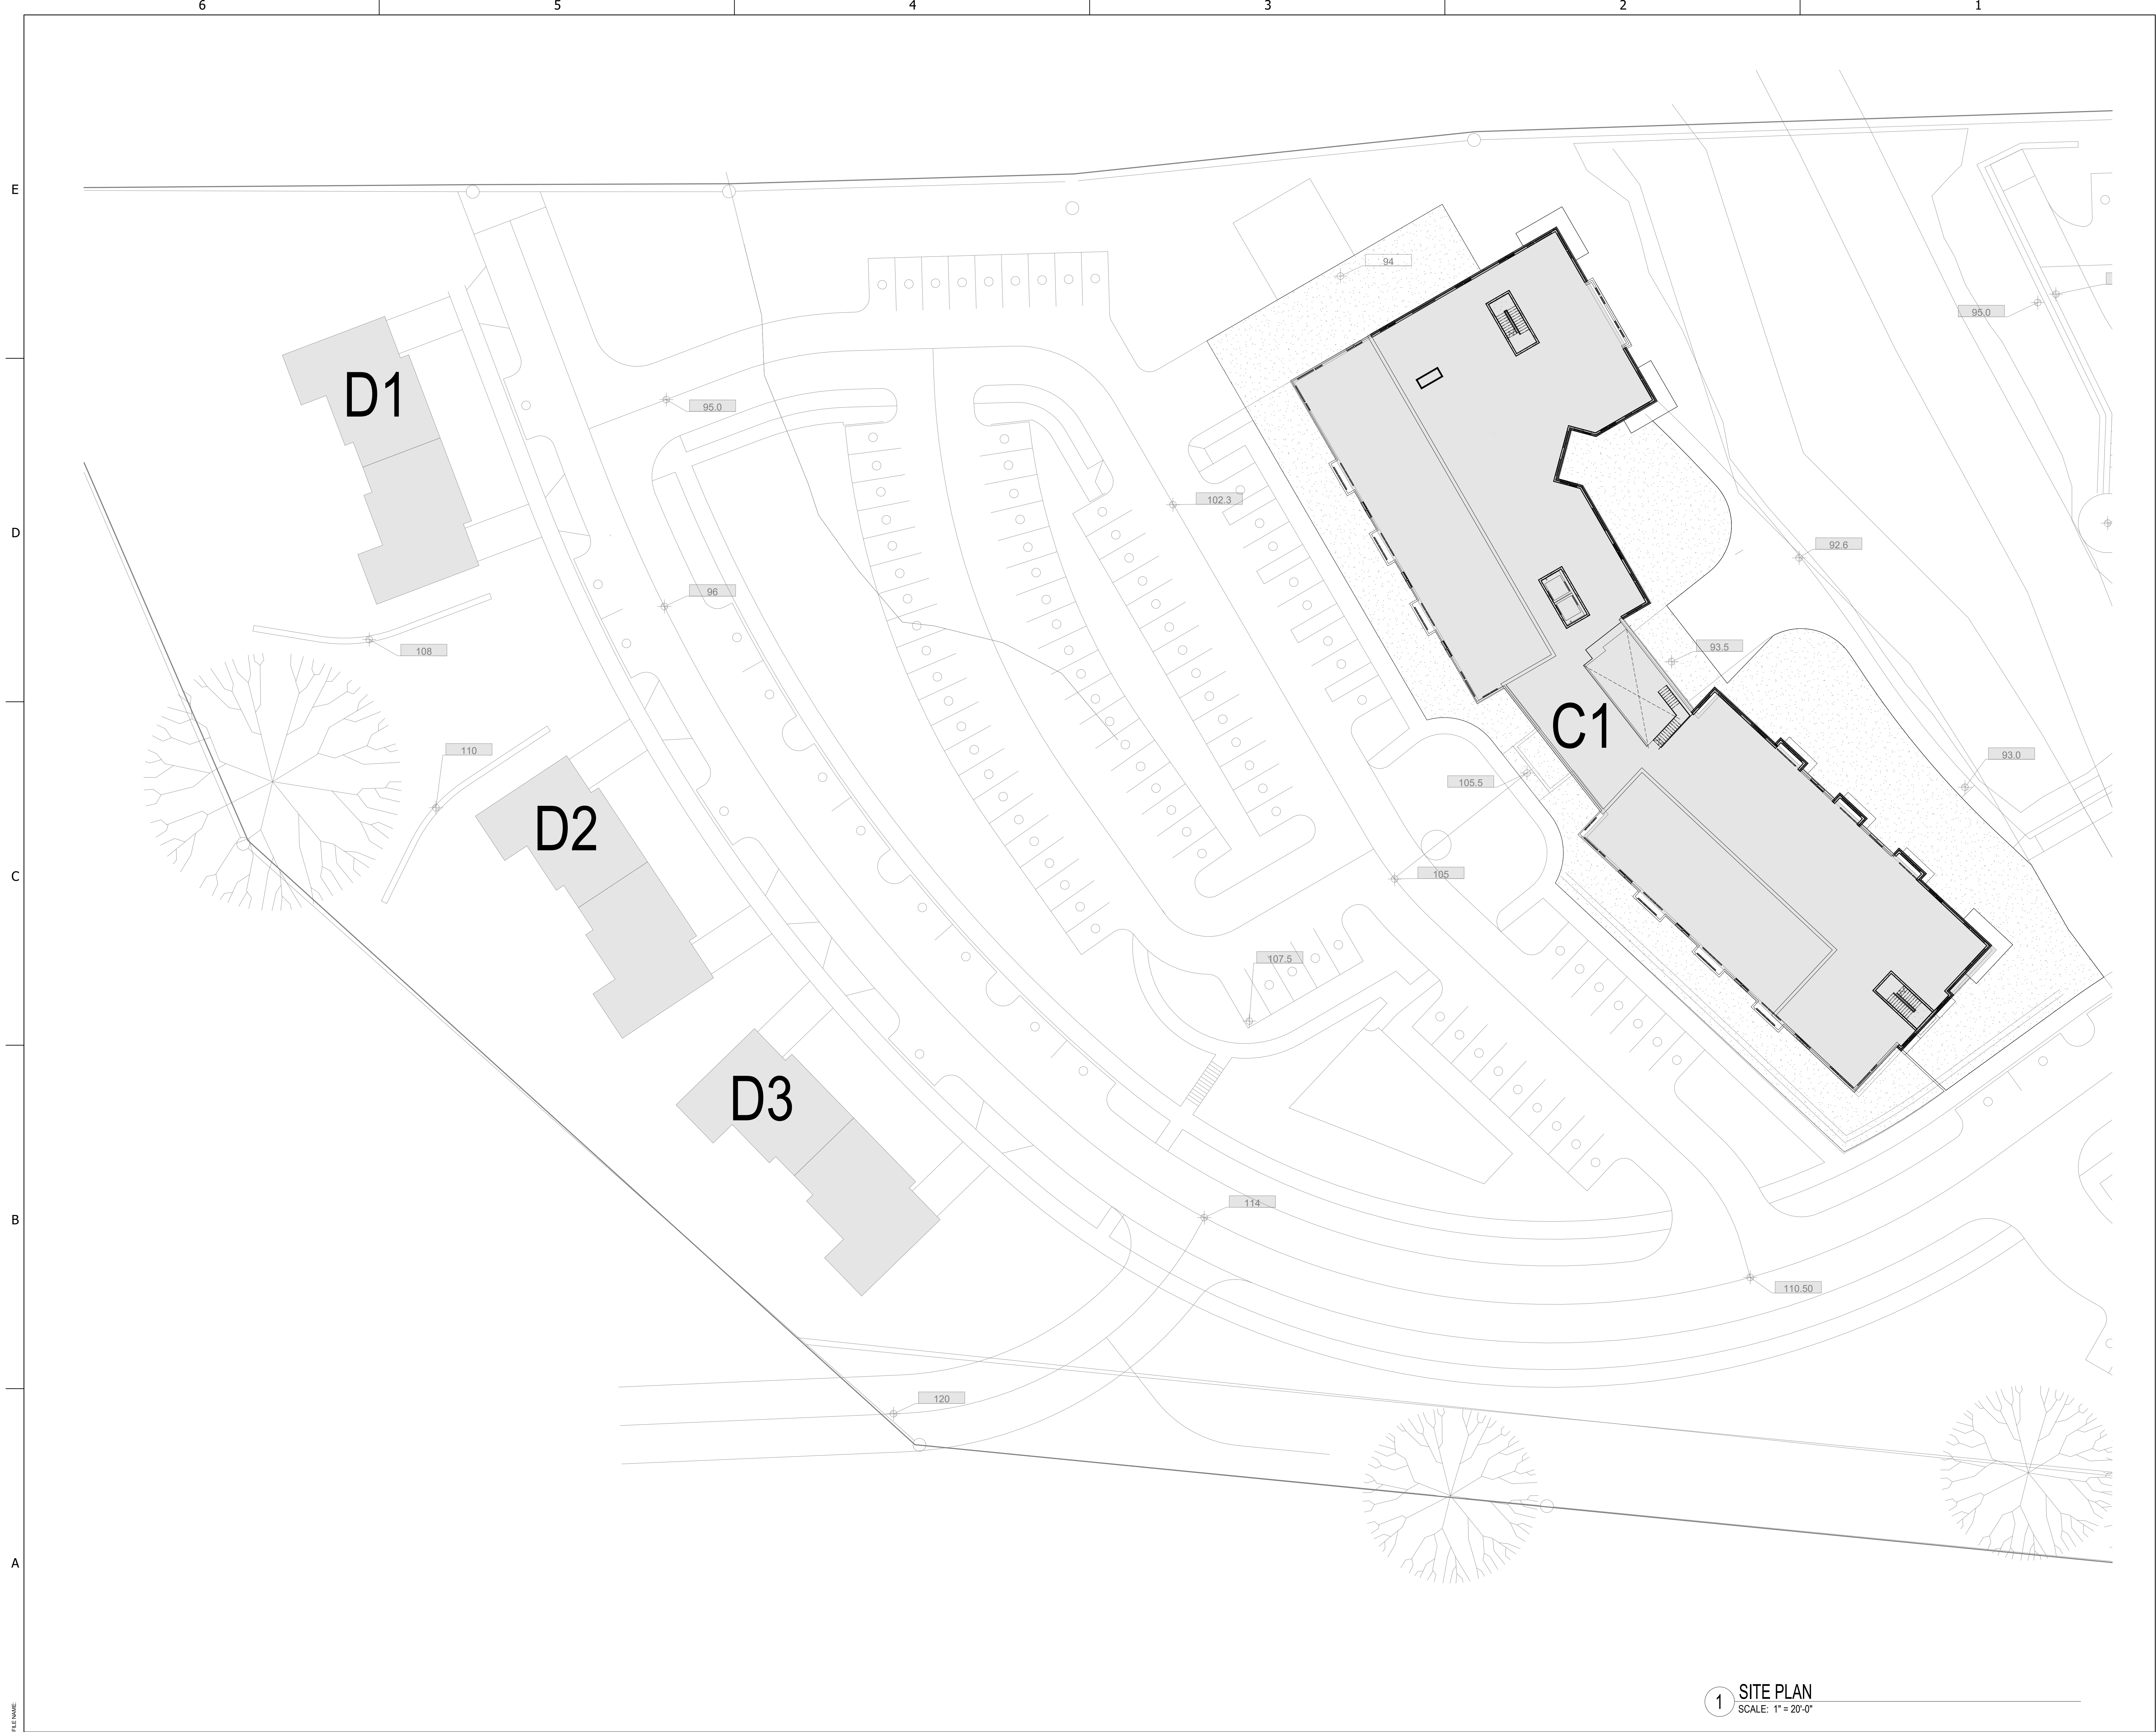 6 5 4 3 2 1
E
94
95.0
D1
95.0
102.3
D
92.6
96
108
93.5
C1
110
93.0
105.5
D2
C
105
107.5
D3
114
B
110.50
120
A
1 SITE PLAN
SCALE: 1" = 20'-0"
FILE NAME: